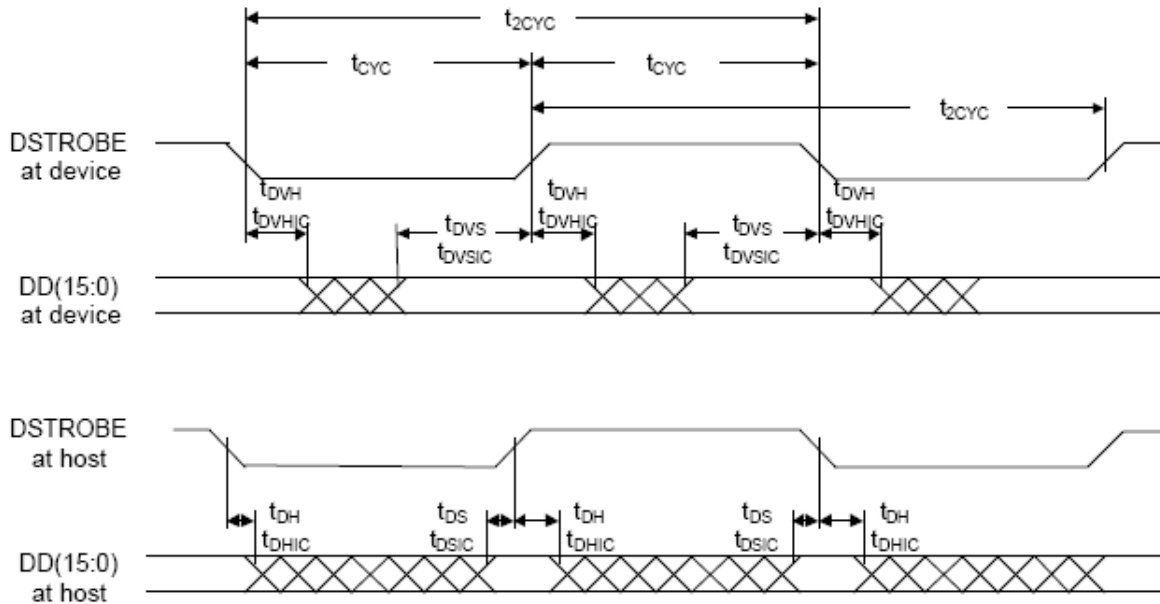 t2CYC
tCYC tCYC
t2CYC
DSTROBE
at device
tDVH tDVH tDVH
tDVHIC tDVS tDVHIC tDVS tDVHIC
tDVSIC tDVSIC
DD(15:0)
at device
DSTROBE
at host
tDH tDS tDH tDS tDH
tDHIC tDSIC tDHIC tDSIC tDHIC
DD(15:0)
at host